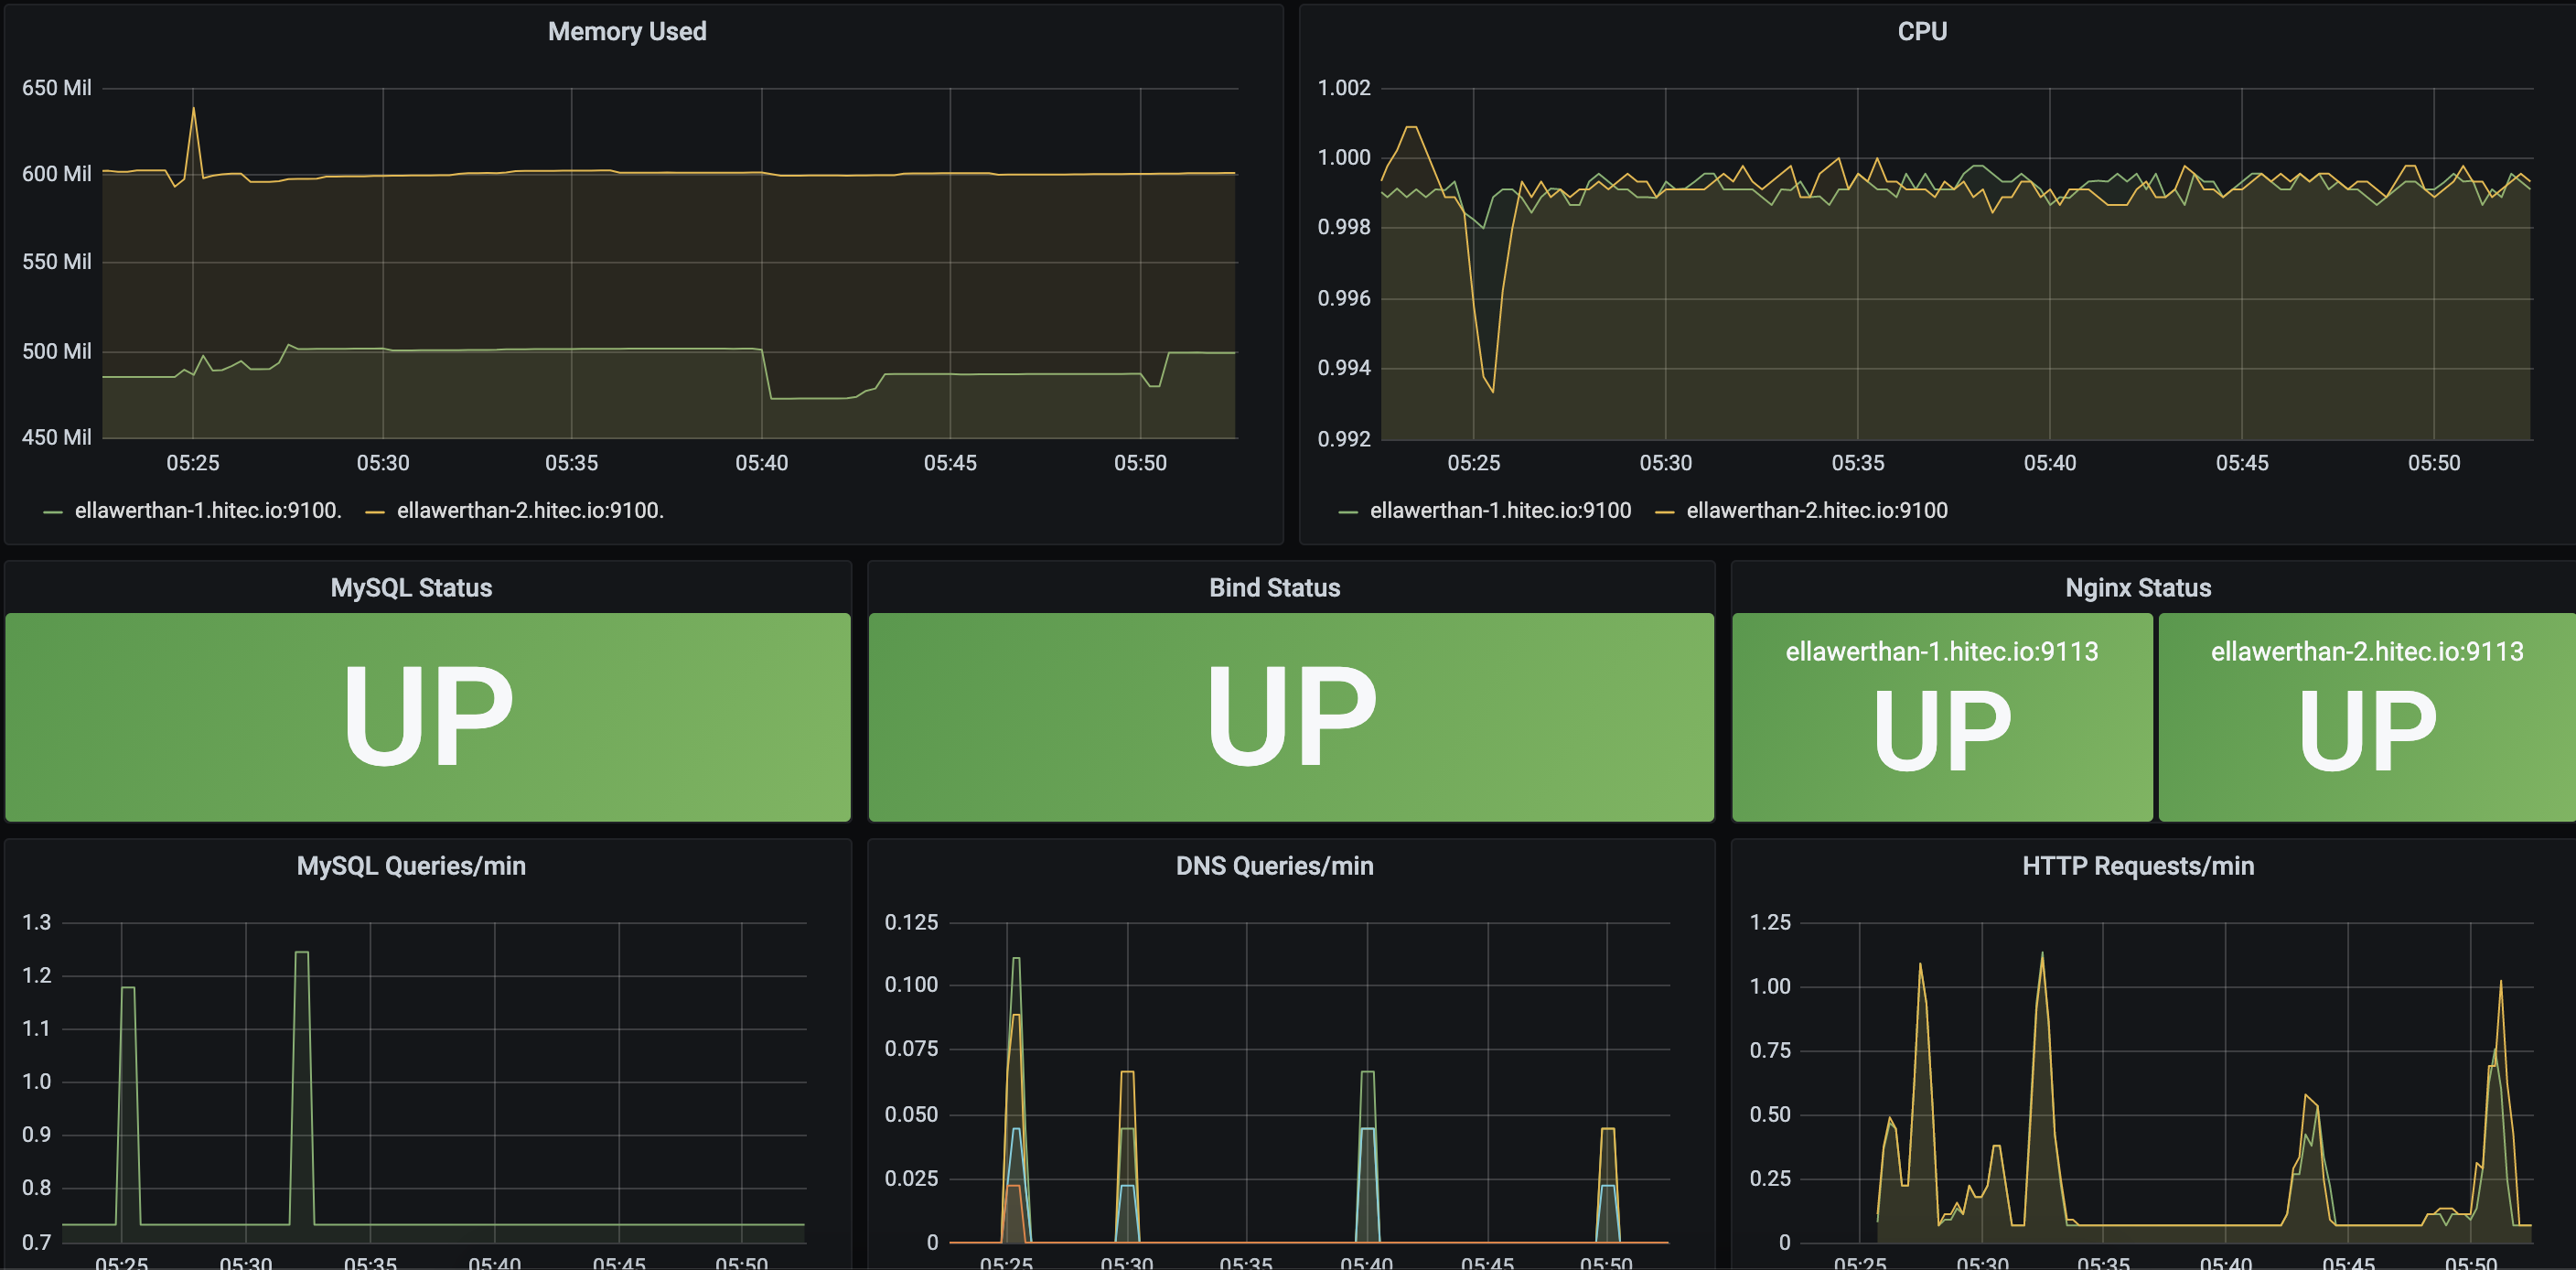 Memory Used
650 Mil
600 Mil
550 Mil
500 Mil
450 Mil
05:25 05:30 05:35 05:40 05:45 05:50
ellawerthan-1.hitec.io:9100. ellawerthan-2.hitec.io:9100.
CPU
1.002
1.000
0.998
0.996
0.994
0.992
05:25 05:30 05:35 05:40 05:45 05:50
ellawerthan-1.hitec.io:9100 ellawerthan-2.hitec.io:9100
MySQL Status
UP
Bind Status
UP
Nginx Status
ellawerthan-1.hitec.io:9113
UP
ellawerthan-2.hitec.io:9113
UP
MySQL Queries/min
1.3
1.2
1.1
1.0
0.9
0.8
0.7
05:25 05:30 05:35 05:40 05:45 05:50
DNS Queries/min
0.125
0.100
0.075
0.050
0.025
0
05:25 05:30 05:35 05:40 05:45 05:50
HTTP Requests/min
1.25
1.00
0.75
0.50
0.25
0
05:25 05:30 05:35 05:40 05:45 05:50